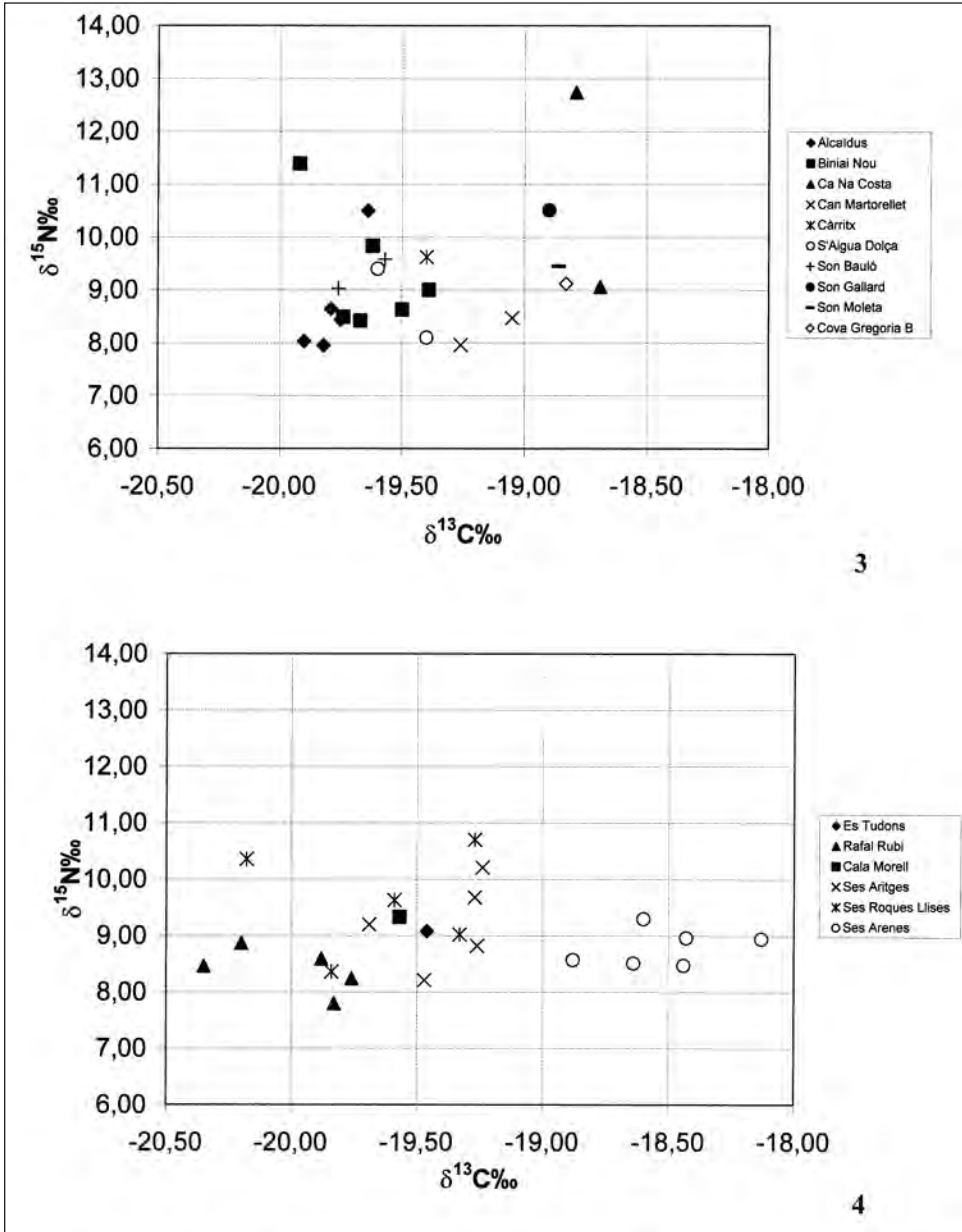 14,00
13,00
12,00
11,00
10,00
9,00
8,00
7,00
6,00
δ15N‰
-20,50 -20,00 -19,50 -19,00 -18,50 -18,00
δ13C‰
Alcaïdus
Biniai Nou
Ca Na Costa
Can Martorellet
Càrritx
S'Aigua Dolça
Son Bauló
Son Gallard
Son Moleta
Cova Gregoria B
3
14,00
13,00
12,00
11,00
10,00
9,00
8,00
7,00
6,00
δ15N‰
-20,50 -20,00 -19,50 -19,00 -18,50 -18,00
δ13C‰
Es Tudons
Rafal Rubi
Cala Morell
Ses Aritges
Ses Roques Llises
Ses Arenes
4